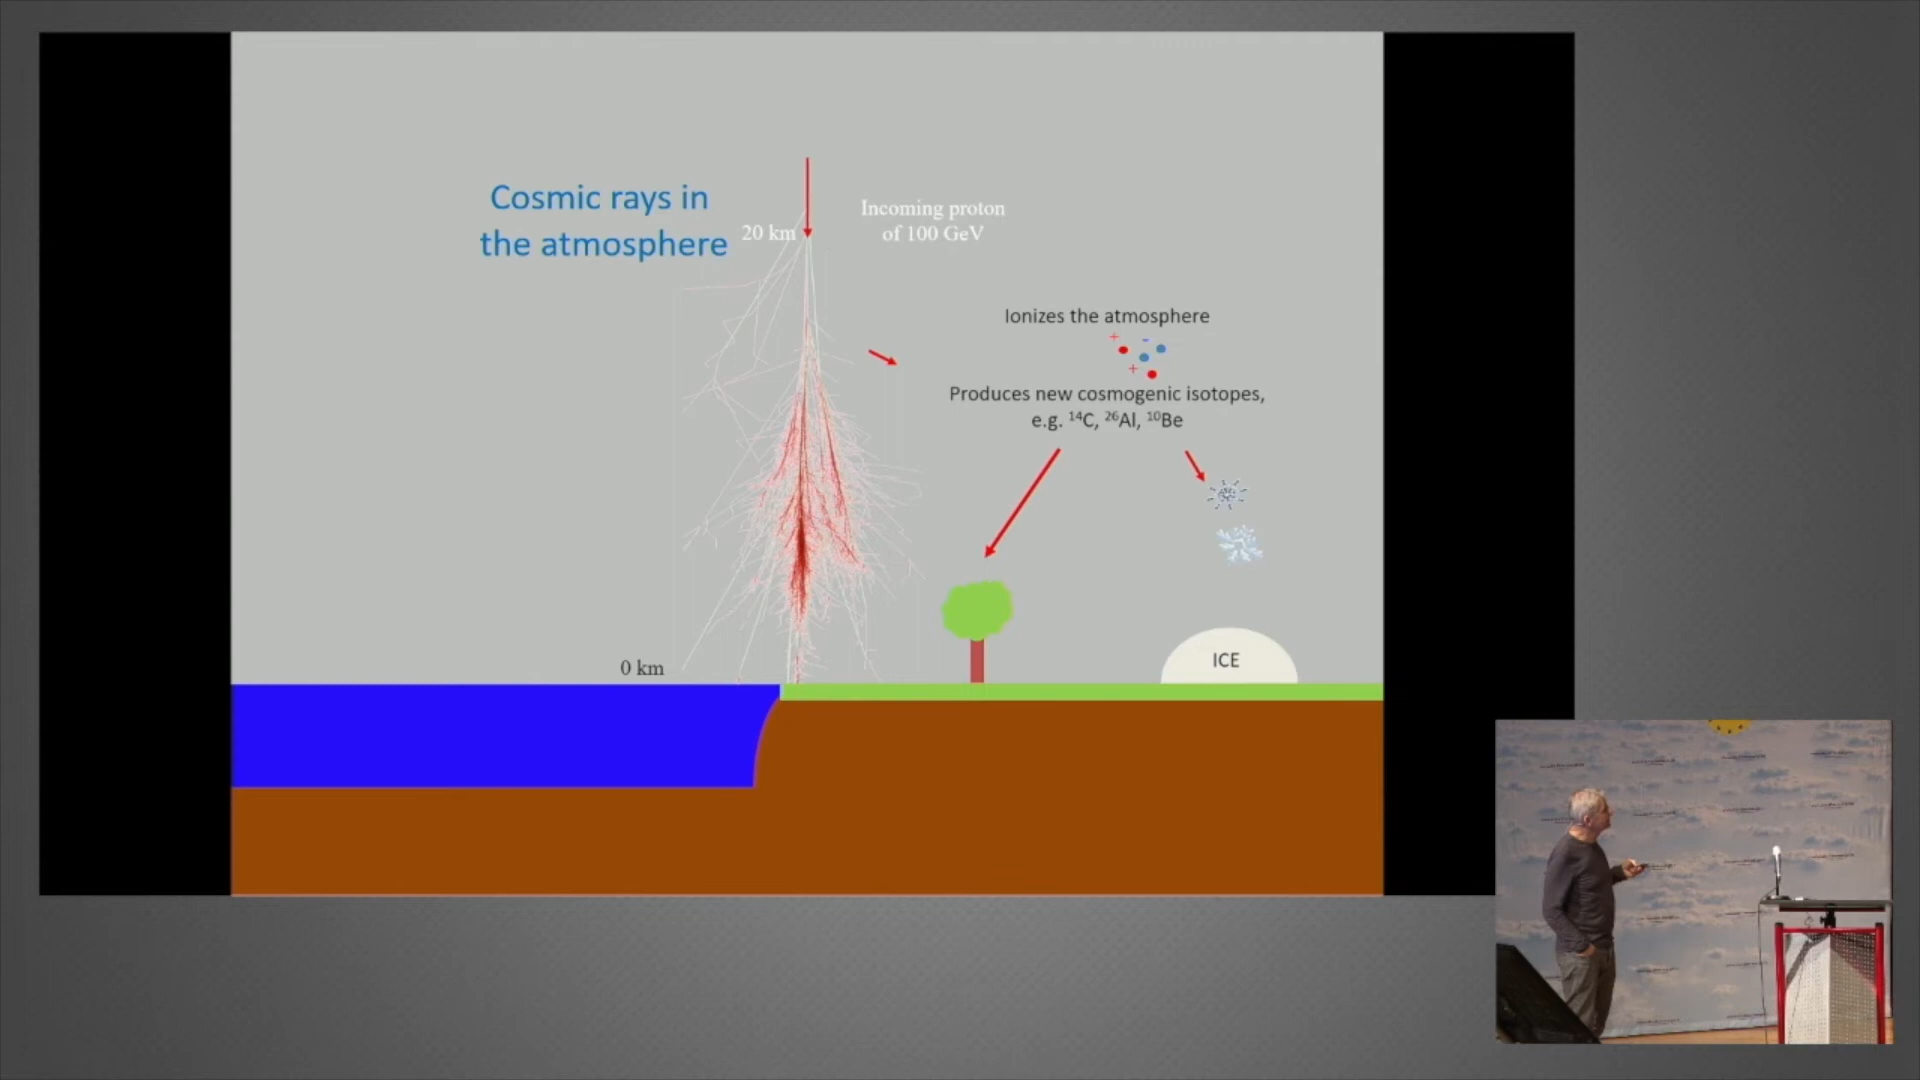 Cosmic rays in
the atmosphere
20 km
Incoming proton
of 100 GeV
Ionizes the atmosphere
+
-
+
Produces new cosmogenic isotopes,
e.g. ¹⁴C, ²⁶Al, ¹⁰Be
ICE
0 km